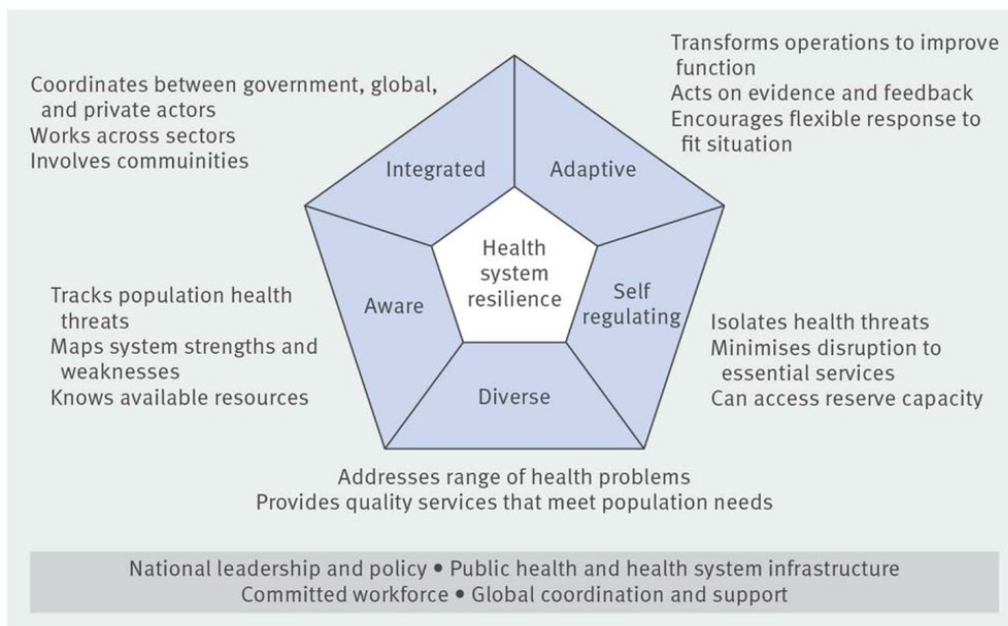 Coordinates between government, global,
and private actors
Works across sectors
Involves commuinities
Transforms operations to improve
function
Acts on evidence and feedback
Encourages flexible response to
fit situation
Integrated
Adaptive
Health
system
resilience
Aware
Self
regulating
Diverse
Tracks population health
threats
Maps system strengths and
weaknesses
Knows available resources
Isolates health threats
Minimises disruption to
essential services
Can access reserve capacity
Addresses range of health problems
Provides quality services that meet population needs
National leadership and policy • Public health and health system infrastructure
Committed workforce • Global coordination and support